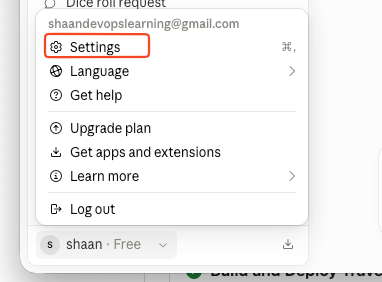 Dice roll request
shaandevopslearning@gmail.com
Settings ⌘,
Language
Get help
Upgrade plan
Get apps and extensions
Learn more
Log out
S shaan · Free
Build and Deploy